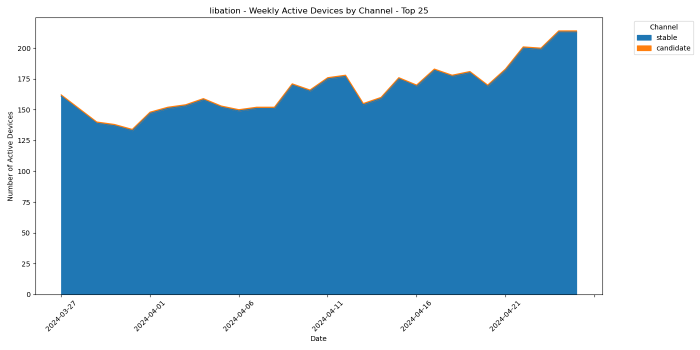 libation - Weekly Active Devices by Channel - Top 25
Channel
stable
candidate
Number of Active Devices
200
175
150
125
100
75
50
25
0
2024-03-27
2024-04-01
2024-04-06
2024-04-11
2024-04-16
2024-04-21
Date